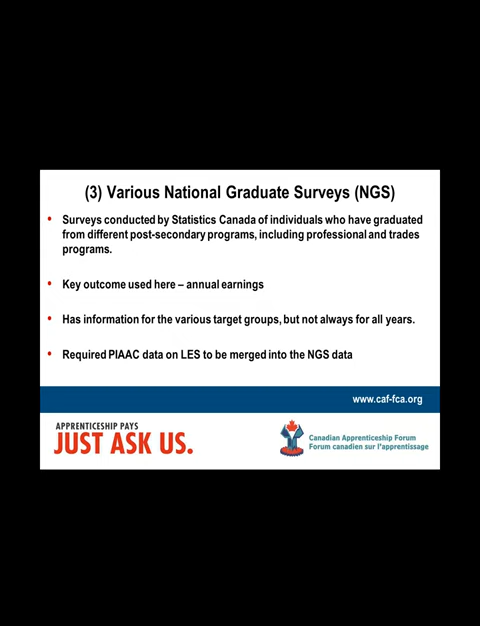 (3) Various National Graduate Surveys (NGS)
• Surveys conducted by Statistics Canada of individuals who have graduated
from different post-secondary programs, including professional and trades
programs.
• Key outcome used here – annual earnings
• Has information for the various target groups, but not always for all years.
• Required PIAAC data on LES to be merged into the NGS data
www.caf-fca.org
APPRENTICESHIP PAYS
JUST ASK US.
Canadian Apprenticeship Forum
Forum canadien sur l'apprentissage